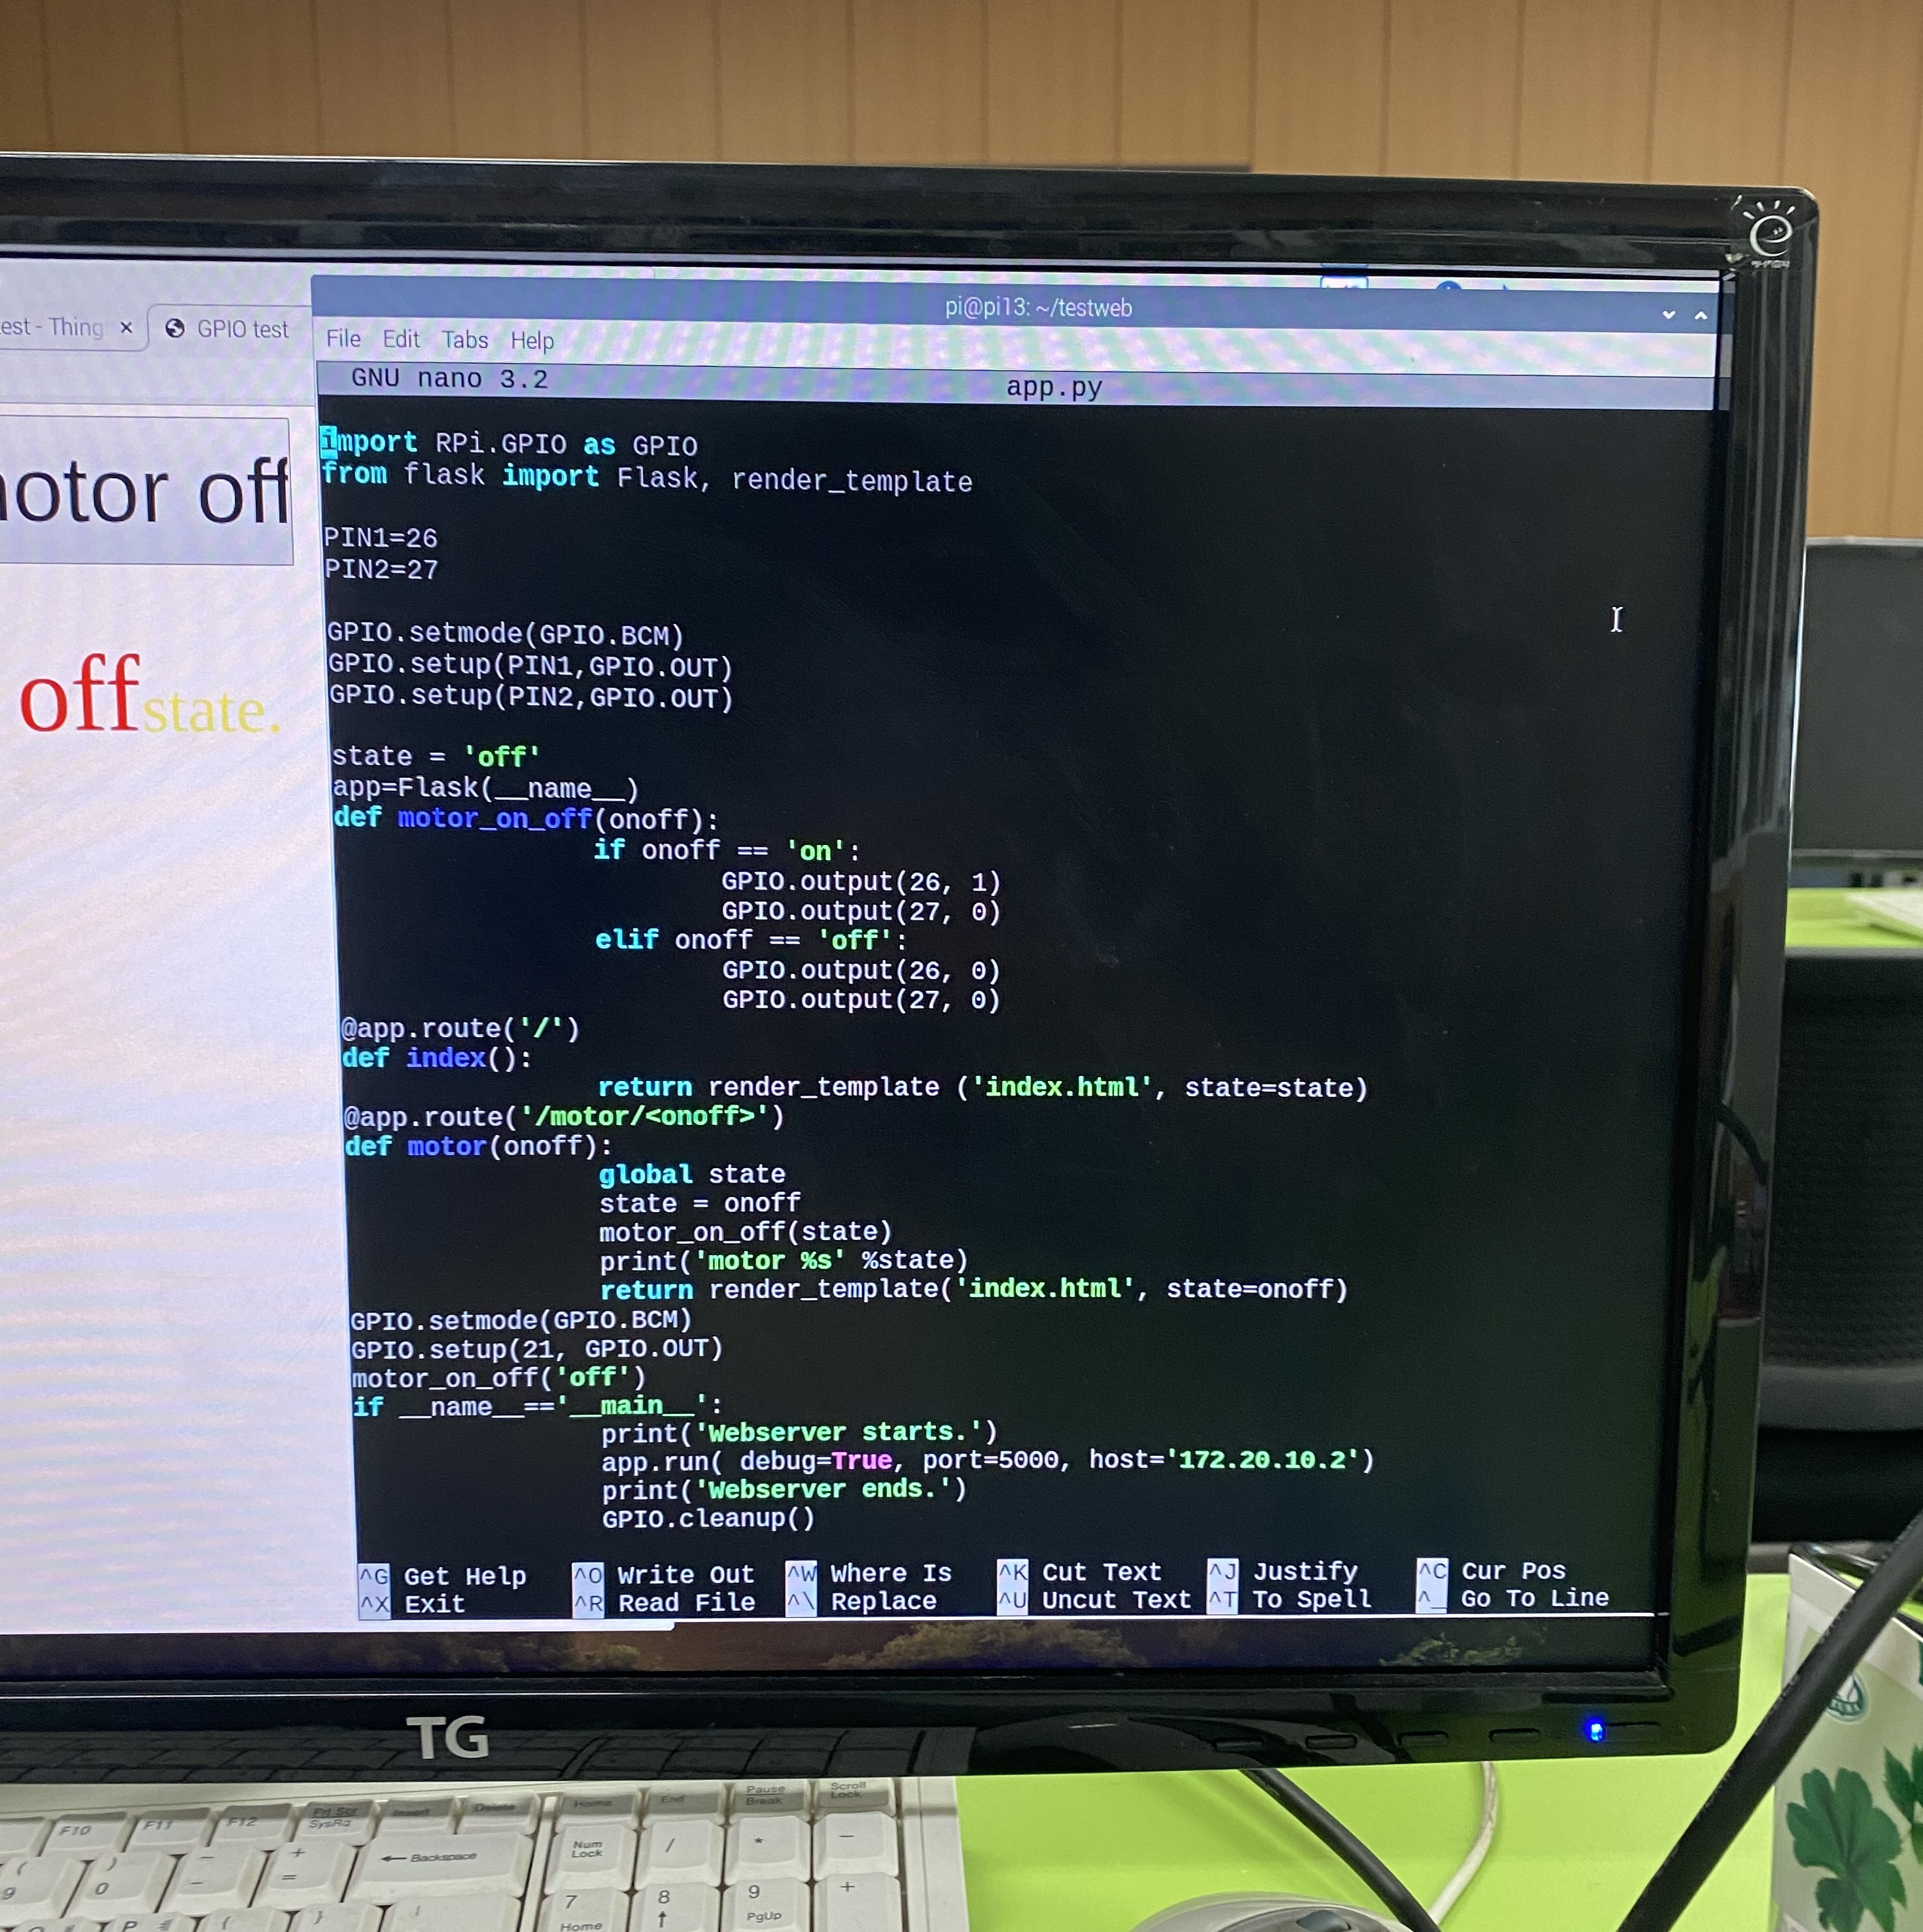 est - Thing × GPIO test
otor off
off state.
pi@pi13: ~/testweb
File Edit Tabs Help
GNU nano 3.2 app.py
import RPi.GPIO as GPIO
from flask import Flask, render_template
PIN1=26
PIN2=27
GPIO.setmode(GPIO.BCM)
GPIO.setup(PIN1,GPIO.OUT)
GPIO.setup(PIN2,GPIO.OUT)
state = 'off'
app=Flask(__name__)
def motor_on_off(onoff):
if onoff == 'on':
GPIO.output(26, 1)
GPIO.output(27, 0)
elif onoff == 'off':
GPIO.output(26, 0)
GPIO.output(27, 0)
@app.route('/')
def index():
return render_template ('index.html', state=state)
@app.route('/motor/<onoff>')
def motor(onoff):
global state
state = onoff
motor_on_off(state)
print('motor %s' %state)
return render_template('index.html', state=onoff)
GPIO.setmode(GPIO.BCM)
GPIO.setup(21, GPIO.OUT)
motor_on_off('off')
if __name__=='__main__':
print('Webserver starts.')
app.run( debug=True, port=5000, host='172.20.10.2')
print('Webserver ends.')
GPIO.cleanup()
^G Get Help ^O Write Out ^W Where Is ^K Cut Text ^J Justify ^C Cur Pos
^X Exit ^R Read File ^\ Replace ^U Uncut Text ^T To Spell ^_ Go To Line
TG
F10 F11 F12 Prt Scr SysRq Insert Delete Home End Pause Break Scroll Lock
Num Lock / * −
( 9 ) 0 _ - + = ← Backspace
7 Home 8 ↑ 9 PgUp +
P { }